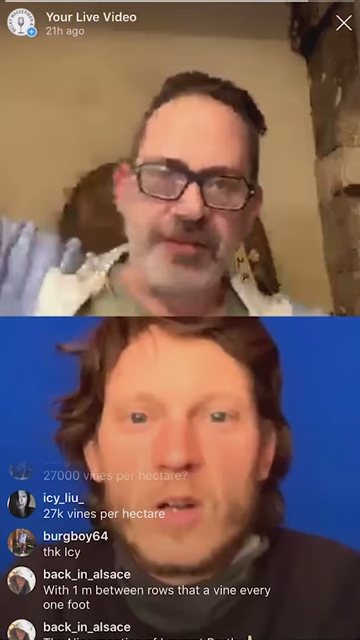 Your Live Video
21h ago
27000 vines per hectare?
icy_liu_
27k vines per hectare
burgboy64
thk Icy
back_in_alsace
With 1 m between rows that a vine every
one foot
back_in_alsace